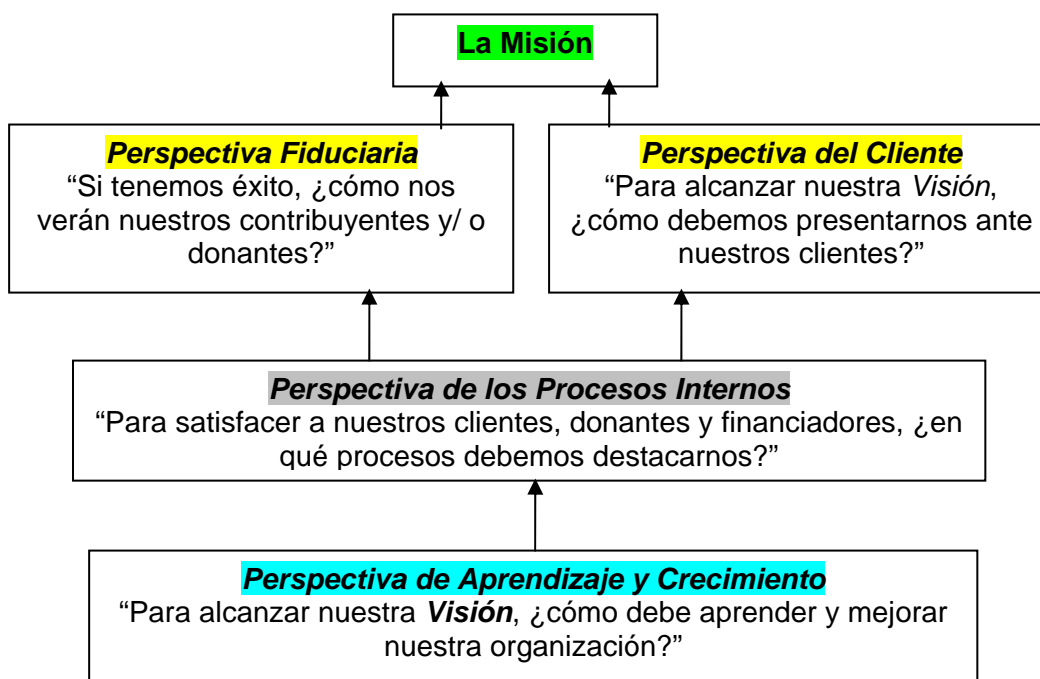 La Misión
Perspectiva Fiduciaria
“Si tenemos éxito, ¿cómo nos
verán nuestros contribuyentes y/ o
donantes?”
Perspectiva del Cliente
“Para alcanzar nuestra Visión,
¿cómo debemos presentarnos ante
nuestros clientes?”
Perspectiva de los Procesos Internos
“Para satisfacer a nuestros clientes, donantes y financiadores, ¿en
qué procesos debemos destacarnos?”
Perspectiva de Aprendizaje y Crecimiento
“Para alcanzar nuestra Visión, ¿cómo debe aprender y mejorar
nuestra organización?”